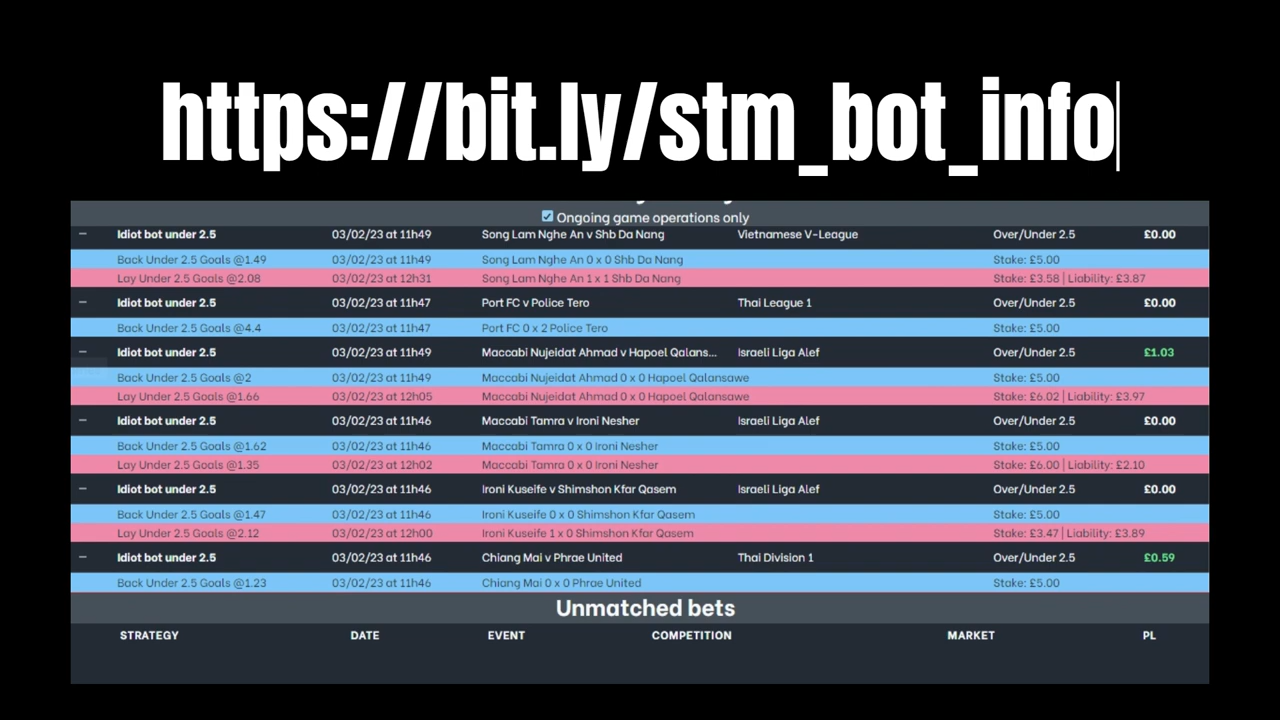 https://bit.ly/stm_bot_info
Ongoing game operations only
Idiot bot under 2.5 03/02/23 at 11h49 Song Lam Nghe An v Shb Da Nang Vietnamese V-League Over/Under 2.5 £0.00
Back Under 2.5 Goals @1.49 03/02/23 at 11h49 Song Lam Nghe An 0 x 0 Shb Da Nang Stake: £5.00
Lay Under 2.5 Goals @2.08 03/02/23 at 12h31 Song Lam Nghe An 1 x 1 Shb Da Nang Stake: £3.58 | Liability: £3.87
Idiot bot under 2.5 03/02/23 at 11h47 Port FC v Police Tero Thai League 1 Over/Under 2.5 £0.00
Back Under 2.5 Goals @4.4 03/02/23 at 11h47 Port FC 0 x 2 Police Tero Stake: £5.00
Idiot bot under 2.5 03/02/23 at 11h49 Maccabi Nujeidat Ahmad v Hapoel Qalans... Israeli Liga Alef Over/Under 2.5 £1.03
Back Under 2.5 Goals @2 03/02/23 at 11h49 Maccabi Nujeidat Ahmad 0 x 0 Hapoel Qalansawe Stake: £5.00
Lay Under 2.5 Goals @1.66 03/02/23 at 12h05 Maccabi Nujeidat Ahmad 0 x 0 Hapoel Qalansawe Stake: £6.02 | Liability: £3.97
Idiot bot under 2.5 03/02/23 at 11h46 Maccabi Tamra v Ironi Nesher Israeli Liga Alef Over/Under 2.5 £0.00
Back Under 2.5 Goals @1.62 03/02/23 at 11h46 Maccabi Tamra 0 x 0 Ironi Nesher Stake: £5.00
Lay Under 2.5 Goals @1.35 03/02/23 at 12h02 Maccabi Tamra 0 x 0 Ironi Nesher Stake: £6.00 | Liability: £2.10
Idiot bot under 2.5 03/02/23 at 11h46 Ironi Kuseife v Shimshon Kfar Qasem Israeli Liga Alef Over/Under 2.5 £0.00
Back Under 2.5 Goals @1.47 03/02/23 at 11h46 Ironi Kuseife 0 x 0 Shimshon Kfar Qasem Stake: £5.00
Lay Under 2.5 Goals @2.12 03/02/23 at 12h00 Ironi Kuseife 1 x 0 Shimshon Kfar Qasem Stake: £3.47 | Liability: £3.89
Idiot bot under 2.5 03/02/23 at 11h46 Chiang Mai v Phrae United Thai Division 1 Over/Under 2.5 £0.59
Back Under 2.5 Goals @1.23 03/02/23 at 11h46 Chiang Mai 0 x 0 Phrae United Stake: £5.00
Unmatched bets
STRATEGY DATE EVENT COMPETITION MARKET PL